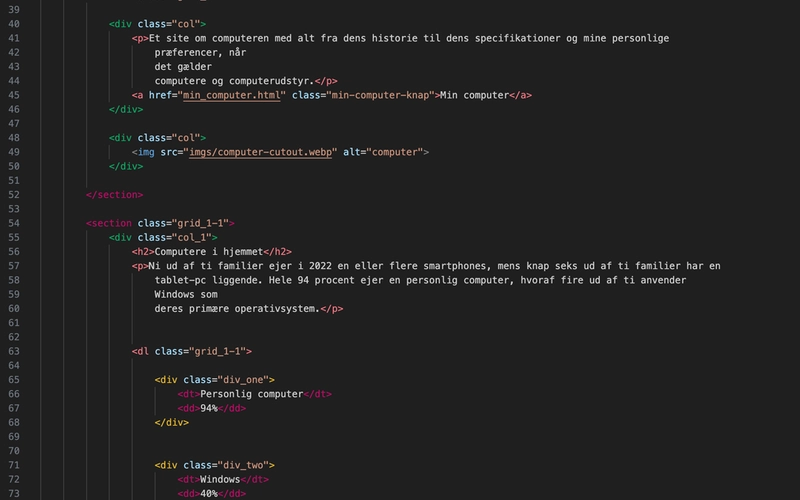 39
40 <div class="col">
41 <p>Et site om computeren med alt fra dens historie til dens specifikationer og mine personlige
42 præferencer, når
43 det gælder
44 computere og computerudstyr.</p>
45 <a href="min_computer.html" class="min-computer-knap">Min computer</a>
46 </div>
47
48 <div class="col">
49 <img src="imgs/computer-cutout.webp" alt="computer">
50 </div>
51
52 </section>
53
54 <section class="grid_1-1">
55 <div class="col_1">
56 <h2>Computere i hjemmet</h2>
57 <p>Ni ud af ti familier ejer i 2022 en eller flere smartphones, mens knap seks ud af ti familier har en
58 tablet-pc liggende. Hele 94 procent ejer en personlig computer, hvoraf fire ud af ti anvender
59 Windows som
60 deres primære operativsystem.</p>
61
62
63 <dl class="grid_1-1">
64
65 <div class="div_one">
66 <dt>Personlig computer</dt>
67 <dd>94%</dd>
68 </div>
69
70
71 <div class="div_two">
72 <dt>Windows</dt>
73 <dd>40%</dd>